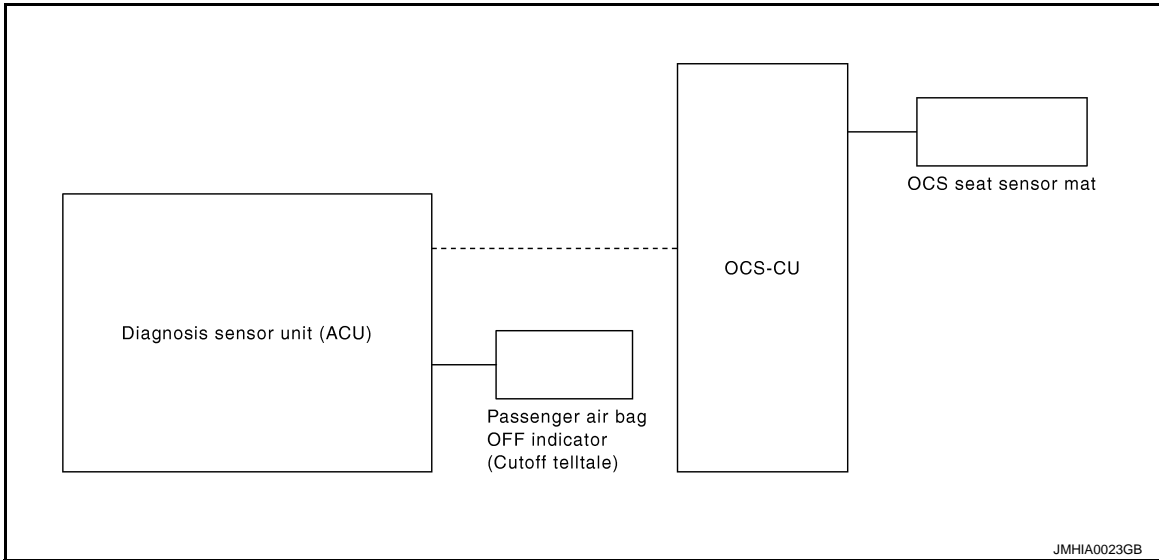 OCS seat sensor mat
OCS-CU
Diagnosis sensor unit (ACU)
Passenger air bag
OFF indicator
(Cutoff telltale)
JMHIA0023GB